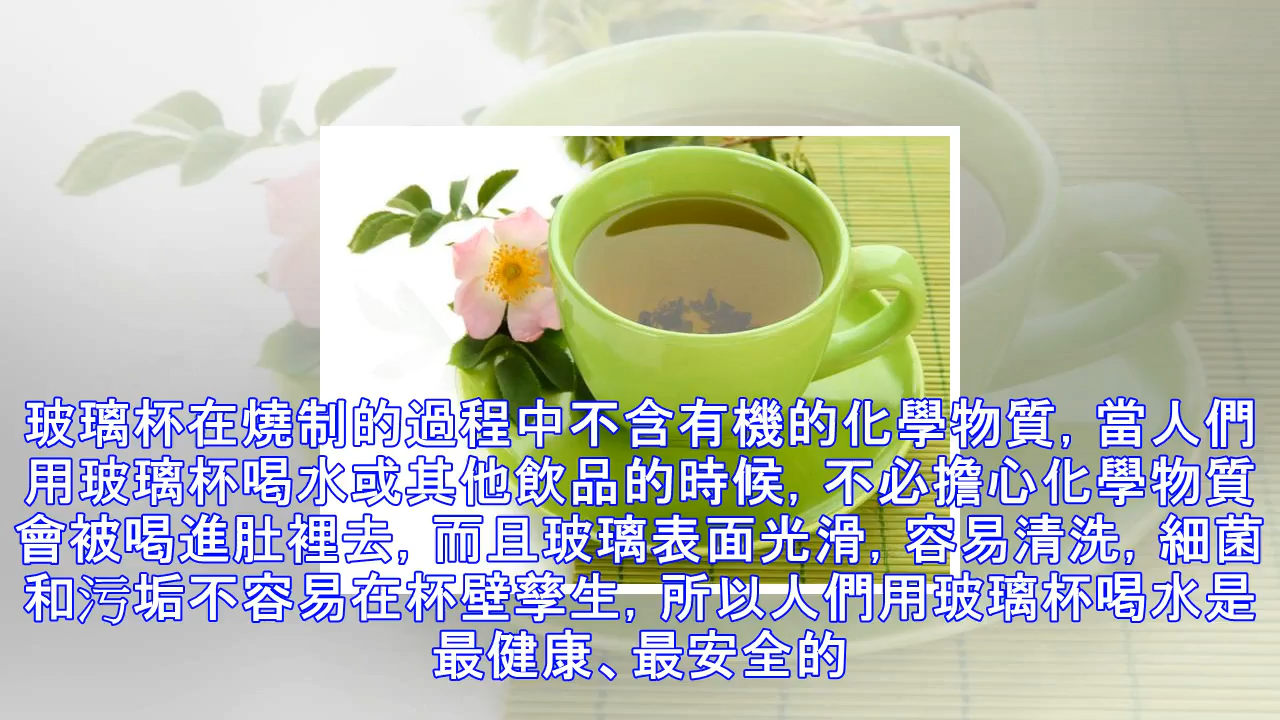 玻璃杯在燒制的過程中不含有機的化學物質, 當人們
用玻璃杯喝水或其他飲品的時候, 不必擔心化學物質
會被喝進肚裡去, 而且玻璃表面光滑, 容易清洗, 細菌
和污垢不容易在杯壁孳生, 所以人們用玻璃杯喝水是
最健康、最安全的